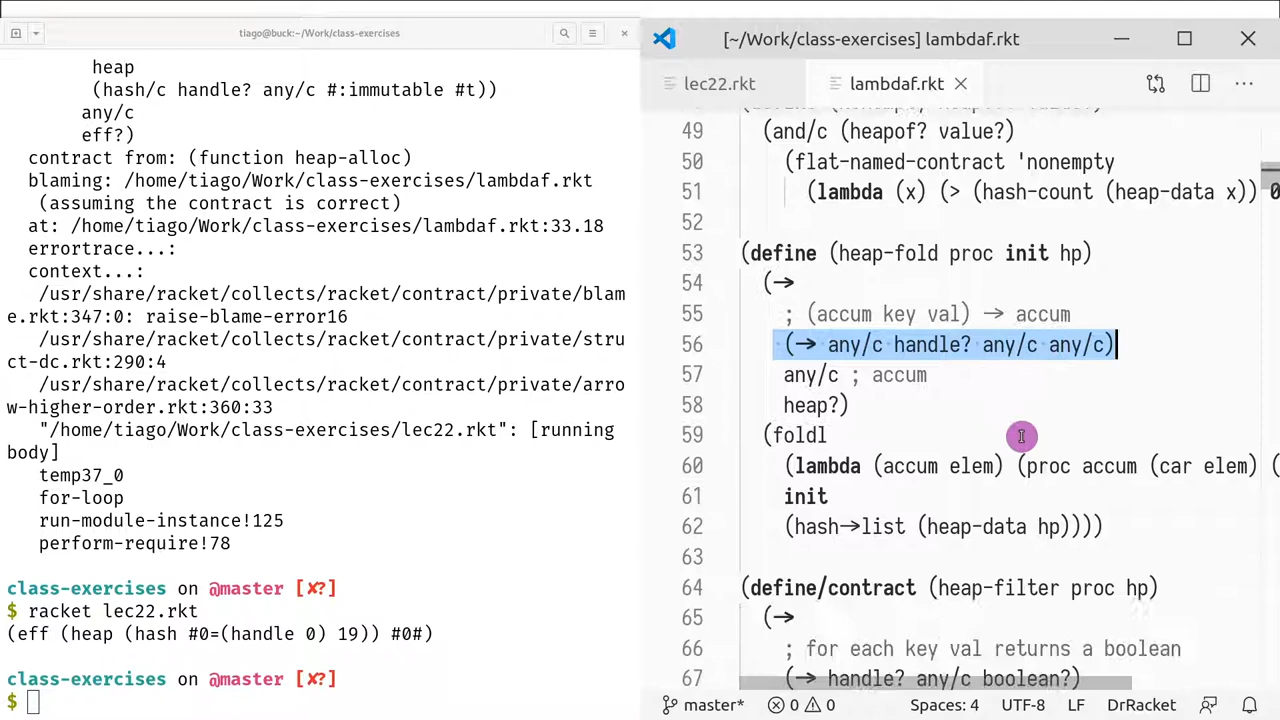 tiago@buck:~/Work/class-exercises
heap
(hash/c handle? any/c #:immutable #t))
any/c
eff?)
contract from: (function heap-alloc)
blaming: /home/tiago/Work/class-exercises/lambdaf.rkt
(assuming the contract is correct)
at: /home/tiago/Work/class-exercises/lambdaf.rkt:33.18
errortrace...:
context...:
/usr/share/racket/collects/racket/contract/private/blam
e.rkt:347:0: raise-blame-error16
/usr/share/racket/collects/racket/contract/private/stru
ct-dc.rkt:290:4
/usr/share/racket/collects/racket/contract/private/arro
w-higher-order.rkt:360:33
"/home/tiago/Work/class-exercises/lec22.rkt": [running
body]
temp37_0
for-loop
run-module-instance!125
perform-require!78
class-exercises on @master [✘?]
$ racket lec22.rkt
(eff (heap (hash #0=(handle 0) 19)) #0#)
class-exercises on @master [✘?]
$
[~/Work/class-exercises] lambdaf.rkt
lec22.rkt
lambdaf.rkt
49 (and/c (heapof? value?)
50 (flat-named-contract 'nonempty
51 (lambda (x) (> (hash-count (heap-data x)) 0
52
53 (define (heap-fold proc init hp)
54 (→
55 ; (accum key val) → accum
56 (→ any/c handle? any/c any/c)
57 any/c ; accum
58 heap?)
59 (foldl
60 (lambda (accum elem) (proc accum (car elem) (
61 init
62 (hash→list (heap-data hp))))
63
64 (define/contract (heap-filter proc hp)
65 (→
66 ; for each key val returns a boolean
67 (→ handle? any/c boolean?)
master* 0 0 Spaces: 4 UTF-8 LF DrRacket